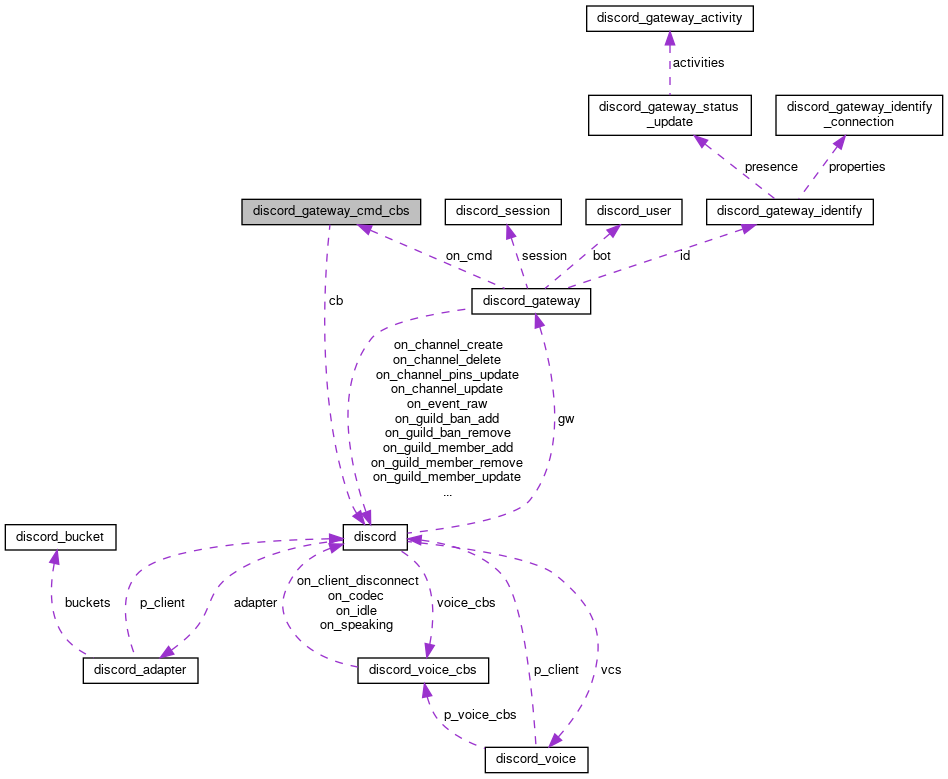 discord_gateway_activity
activities
discord_gateway_status
_update
discord_gateway_identify
_connection
presence
properties
discord_gateway_cmd_cbs
discord_session
discord_user
discord_gateway_identify
on_cmd
session
bot
id
discord_gateway
cb
on_channel_create
on_channel_delete
on_channel_pins_update
on_channel_update
on_event_raw
on_guild_ban_add
on_guild_ban_remove
on_guild_member_add
on_guild_member_remove
on_guild_member_update
...
gw
discord_bucket
discord
buckets
p_client
adapter
on_client_disconnect
on_codec
on_idle
on_speaking
voice_cbs
discord_adapter
discord_voice_cbs
p_client
vcs
p_voice_cbs
discord_voice